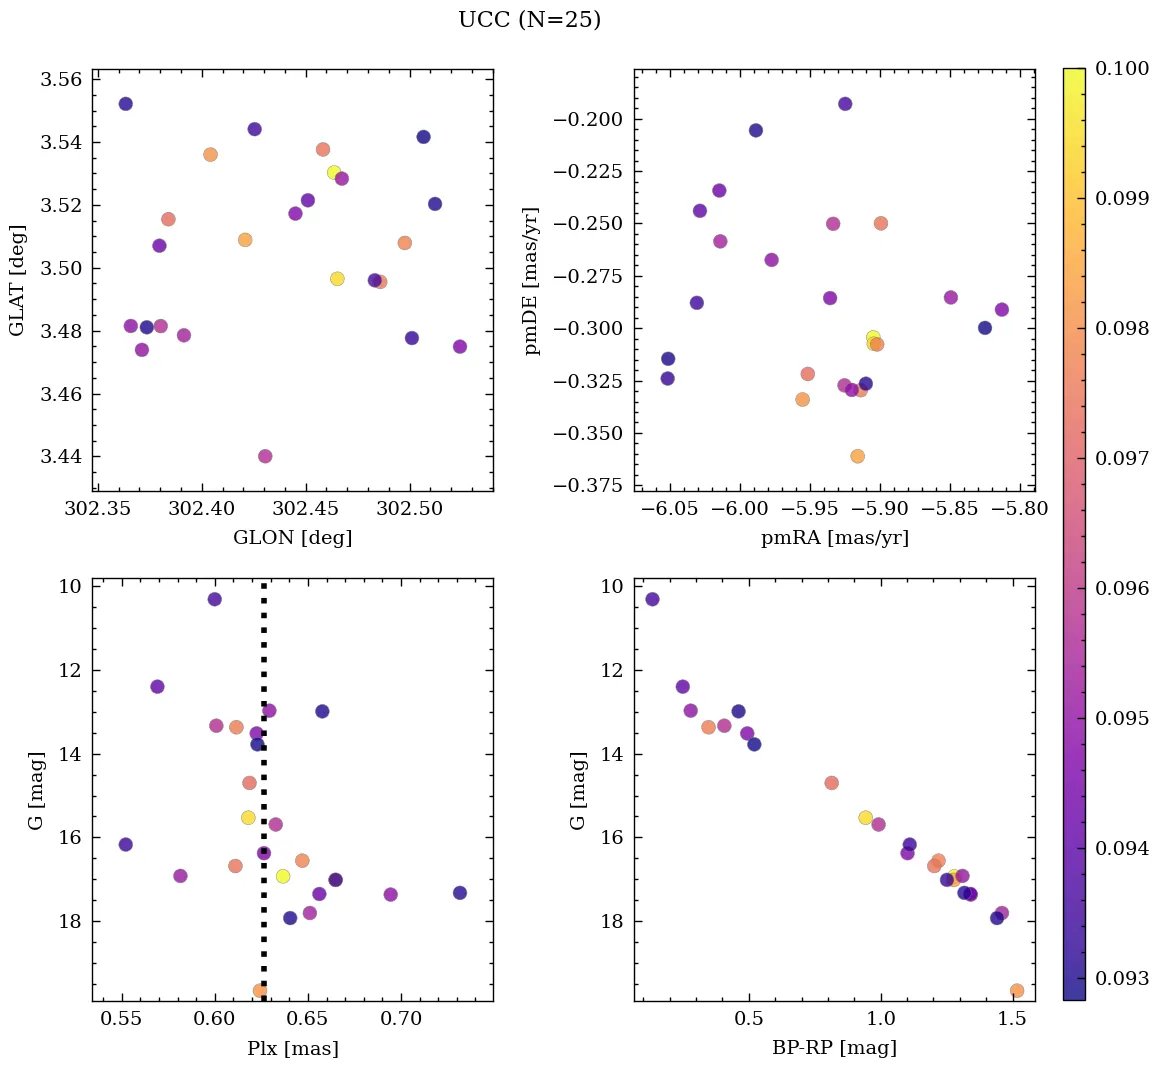 UCC (N=25)
3.56
3.54
3.52
3.50
3.48
3.46
3.44
GLAT [deg]
302.35 302.40 302.45 302.50
GLON [deg]
−0.200
−0.225
−0.250
−0.275
−0.300
−0.325
−0.350
−0.375
pmDE [mas/yr]
−6.05 −6.00 −5.95 −5.90 −5.85 −5.80
pmRA [mas/yr]
10
12
14
16
18
G [mag]
0.55 0.60 0.65 0.70
Plx [mas]
10
12
14
16
18
G [mag]
0.5 1.0 1.5
BP-RP [mag]
0.100
0.099
0.098
0.097
0.096
0.095
0.094
0.093